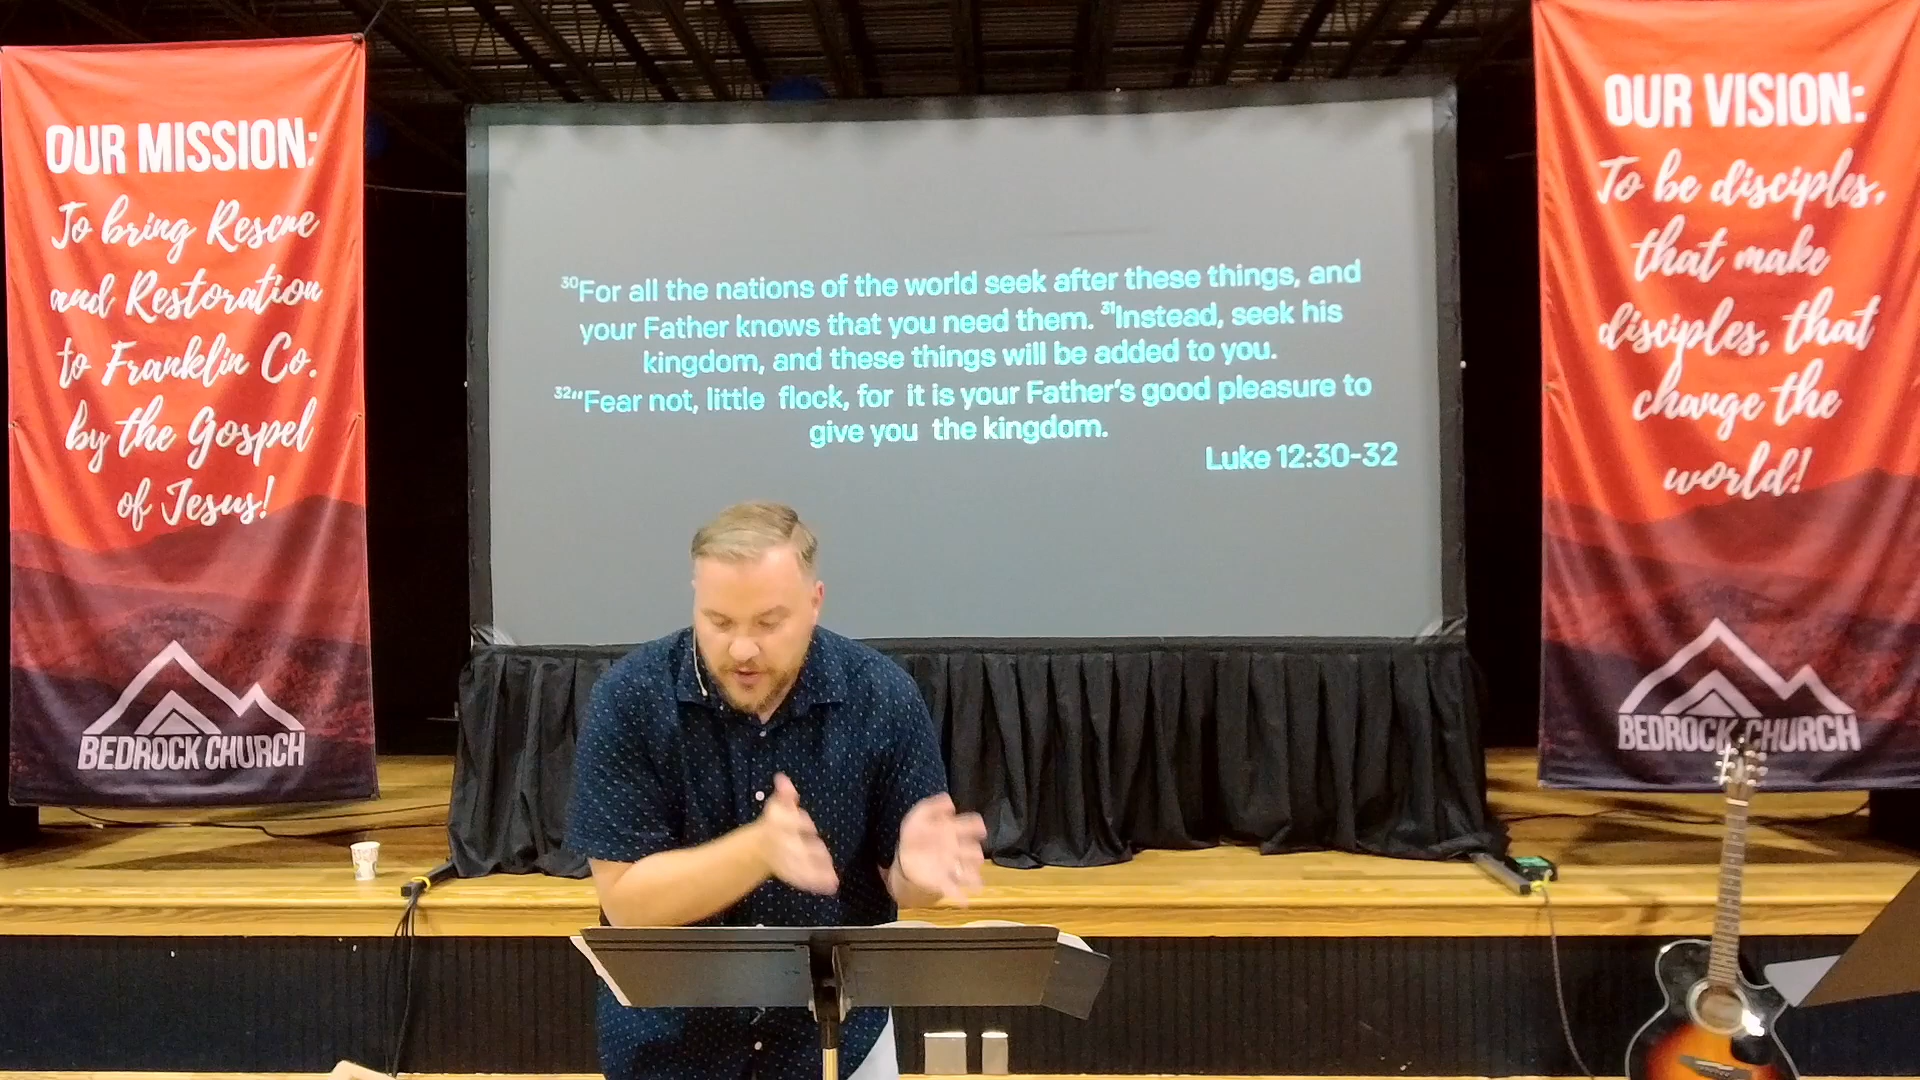 OUR MISSION:
To bring Rescue
and Restoration
to Franklin Co.
by the Gospel
of Jesus!
BEDROCK CHURCH
30For all the nations of the world seek after these things, and
your Father knows that you need them. 31Instead, seek his
kingdom, and these things will be added to you.
32“Fear not, little flock, for it is your Father’s good pleasure to
give you the kingdom.
Luke 12:30-32
OUR VISION:
To be disciples,
that make
disciples, that
change the
world!
BEDROCK CHURCH